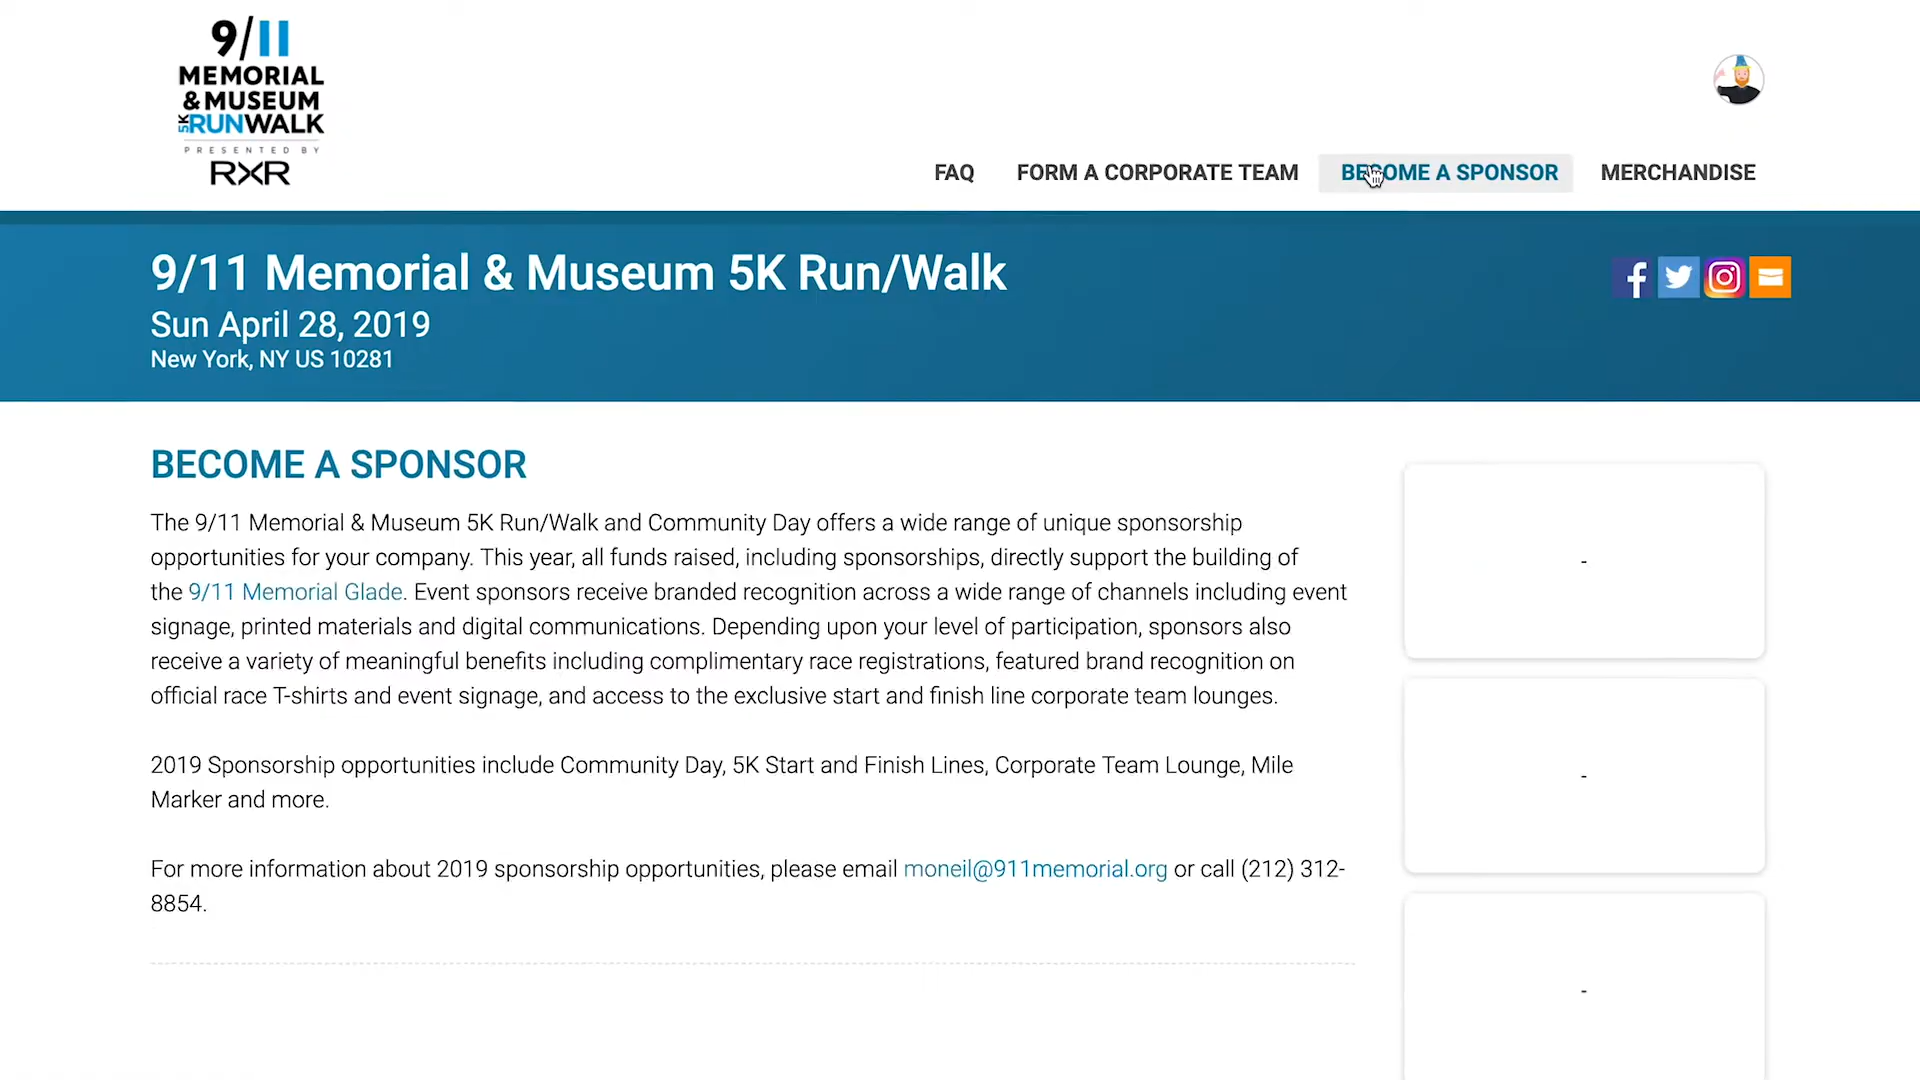 9/11
MEMORIAL
& MUSEUM
5K RUNWALK
PRESENTED BY
RXR
FAQ
FORM A CORPORATE TEAM
BECOME A SPONSOR
MERCHANDISE
9/11 Memorial & Museum 5K Run/Walk
Sun April 28, 2019
New York, NY US 10281
BECOME A SPONSOR
The 9/11 Memorial & Museum 5K Run/Walk and Community Day offers a wide range of unique sponsorship
opportunities for your company. This year, all funds raised, including sponsorships, directly support the building of
the 9/11 Memorial Glade. Event sponsors receive branded recognition across a wide range of channels including event
signage, printed materials and digital communications. Depending upon your level of participation, sponsors also
receive a variety of meaningful benefits including complimentary race registrations, featured brand recognition on
official race T-shirts and event signage, and access to the exclusive start and finish line corporate team lounges.
2019 Sponsorship opportunities include Community Day, 5K Start and Finish Lines, Corporate Team Lounge, Mile
Marker and more.
For more information about 2019 sponsorship opportunities, please email moneil@911memorial.org or call (212) 312-
8854.
-
-
-